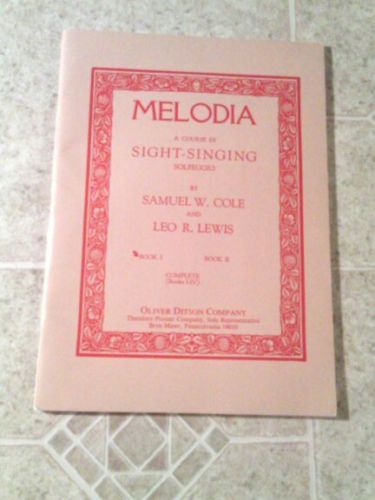 MELODIA
A COURSE IN
SIGHT-SINGING
SOLFEGGIO
BY
SAMUEL W. COLE
AND
LEO R. LEWIS
BOOK I BOOK II
COMPLETE
(Books I-IV)
OLIVER DITSON COMPANY
Theodore Presser Company, Sole Representative
Bryn Mawr, Pennsylvania 19010